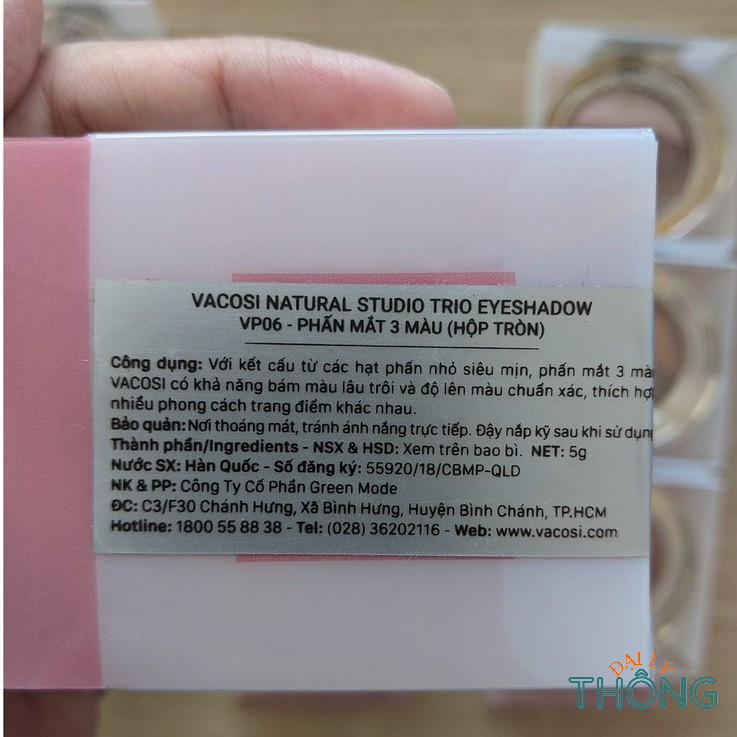 VACOSI NATURAL STUDIO TRIO EYESHADOW
VP06 - PHẤN MẮT 3 MÀU (HỘP TRÒN)
Công dụng: Với kết cấu từ các hạt phấn nhỏ siêu mịn, phấn mắt 3 màu
VACOSI có khả năng bám màu lâu trôi và độ lên màu chuẩn xác, thích hợp
nhiều phong cách trang điểm khác nhau.
Bảo quản: Nơi thoáng mát, tránh ánh nắng trực tiếp. Đậy nắp kỹ sau khi sử dụng
Thành phần/Ingredients - NSX & HSD: Xem trên bao bì. NET: 5g
Nước SX: Hàn Quốc - Số đăng ký: 55920/18/CBMP-QLD
NK & PP: Công Ty Cổ Phần Green Mode
ĐC: C3/F30 Chánh Hưng, Xã Bình Hưng, Huyện Bình Chánh, TP.HCM
Hotline: 1800 55 88 38 - Tel: (028) 36202116 - Web: www.vacosi.com
ĐẠI LÝ
THÔNG